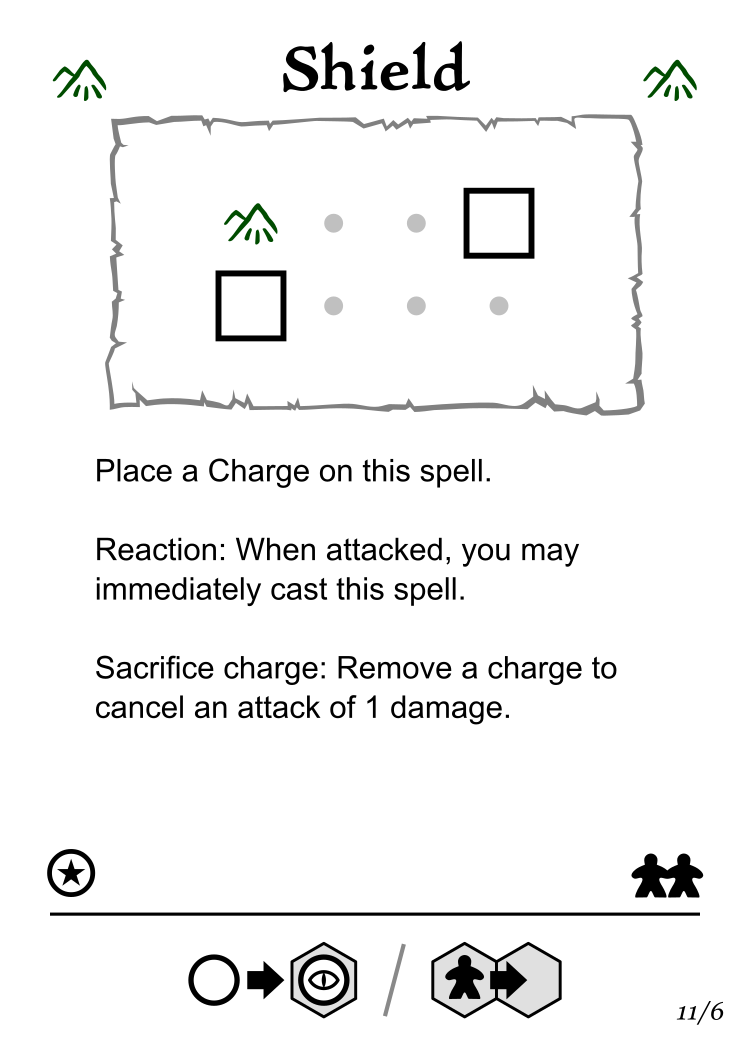 Shield
Place a Charge on this spell.
Reaction: When attacked, you may
immediately cast this spell.
Sacrifice charge: Remove a charge to
cancel an attack of 1 damage.
11/6